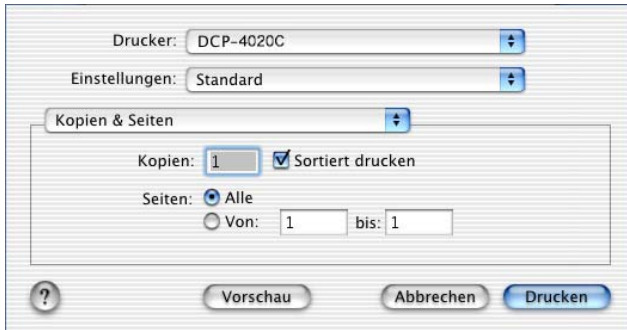 Drucker: DCP-4020C
Einstellungen: Standard
Kopien & Seiten
Kopien: 1 Sortiert drucken
Seiten: Alle
Von: 1 bis: 1
? Vorschau Abbrechen Drucken